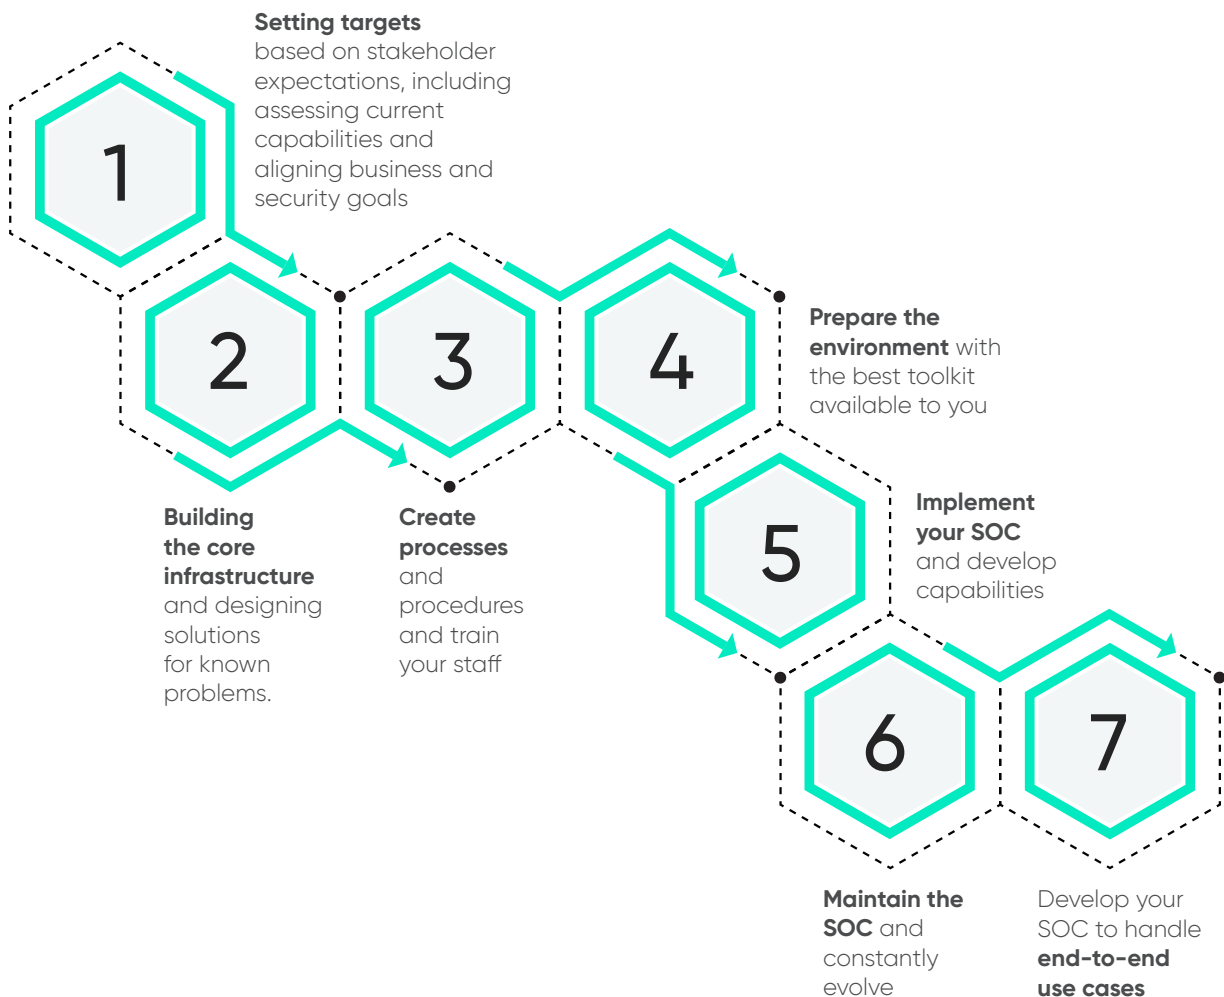 1
Setting targets
based on stakeholder
expectations, including
assessing current
capabilities and
aligning business and
security goals
2
Building
the core
infrastructure
and designing
solutions
for known
problems.
3
Create
processes
and
procedures
and train
your staff
4
Prepare the
environment with
the best toolkit
available to you
5
Implement
your SOC
and develop
capabilities
6
Maintain the
SOC and
constantly
evolve
7
Develop your
SOC to handle
end-to-end
use cases